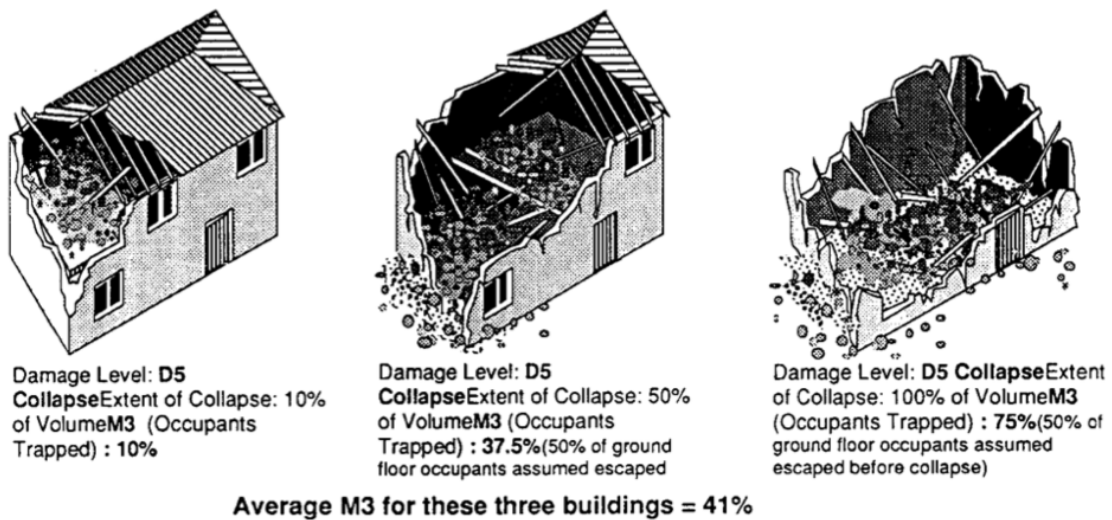 Damage Level: D5
CollapseExtent of Collapse: 10%
of VolumeM3 (Occupants
Trapped) : 10%
Damage Level: D5
CollapseExtent of Collapse: 50%
of VolumeM3 (Occupants
Trapped) : 37.5%(50% of ground
floor occupants assumed escaped
Damage Level: D5 CollapseExtent
of Collapse: 100% of VolumeM3
(Occupants Trapped) : 75%(50% of
ground floor occupants assumed
escaped before collapse)
Average M3 for these three buildings = 41%